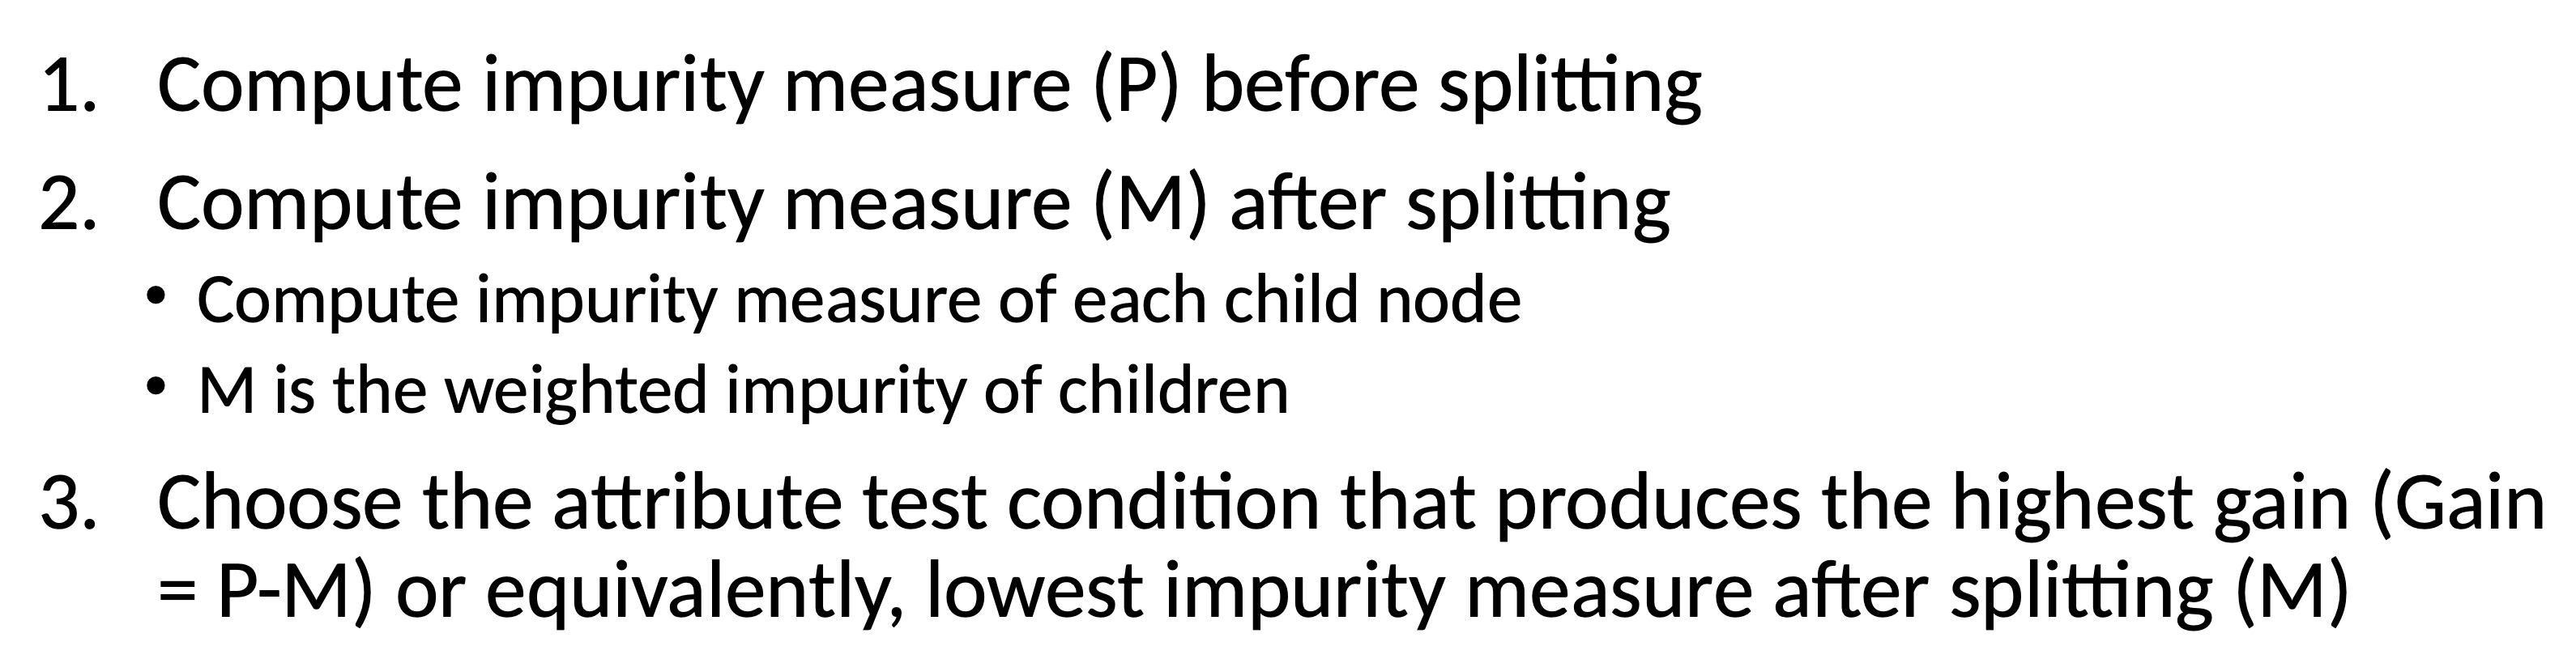 1. Compute impurity measure (P) before splitting
2. Compute impurity measure (M) after splitting
• Compute impurity measure of each child node
• M is the weighted impurity of children
3. Choose the attribute test condition that produces the highest gain (Gain
= P-M) or equivalently, lowest impurity measure after splitting (M)